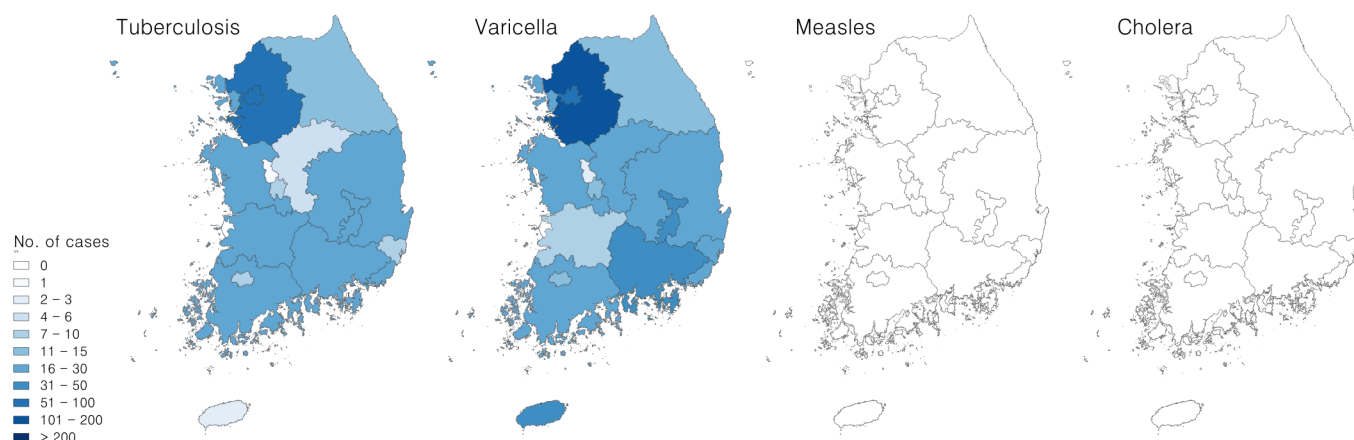 Tuberculosis
Varicella
Measles
Cholera
No. of cases
0
1
2 – 3
4 – 6
7 – 10
11 – 15
16 – 30
31 – 50
51 – 100
101 – 200
> 200